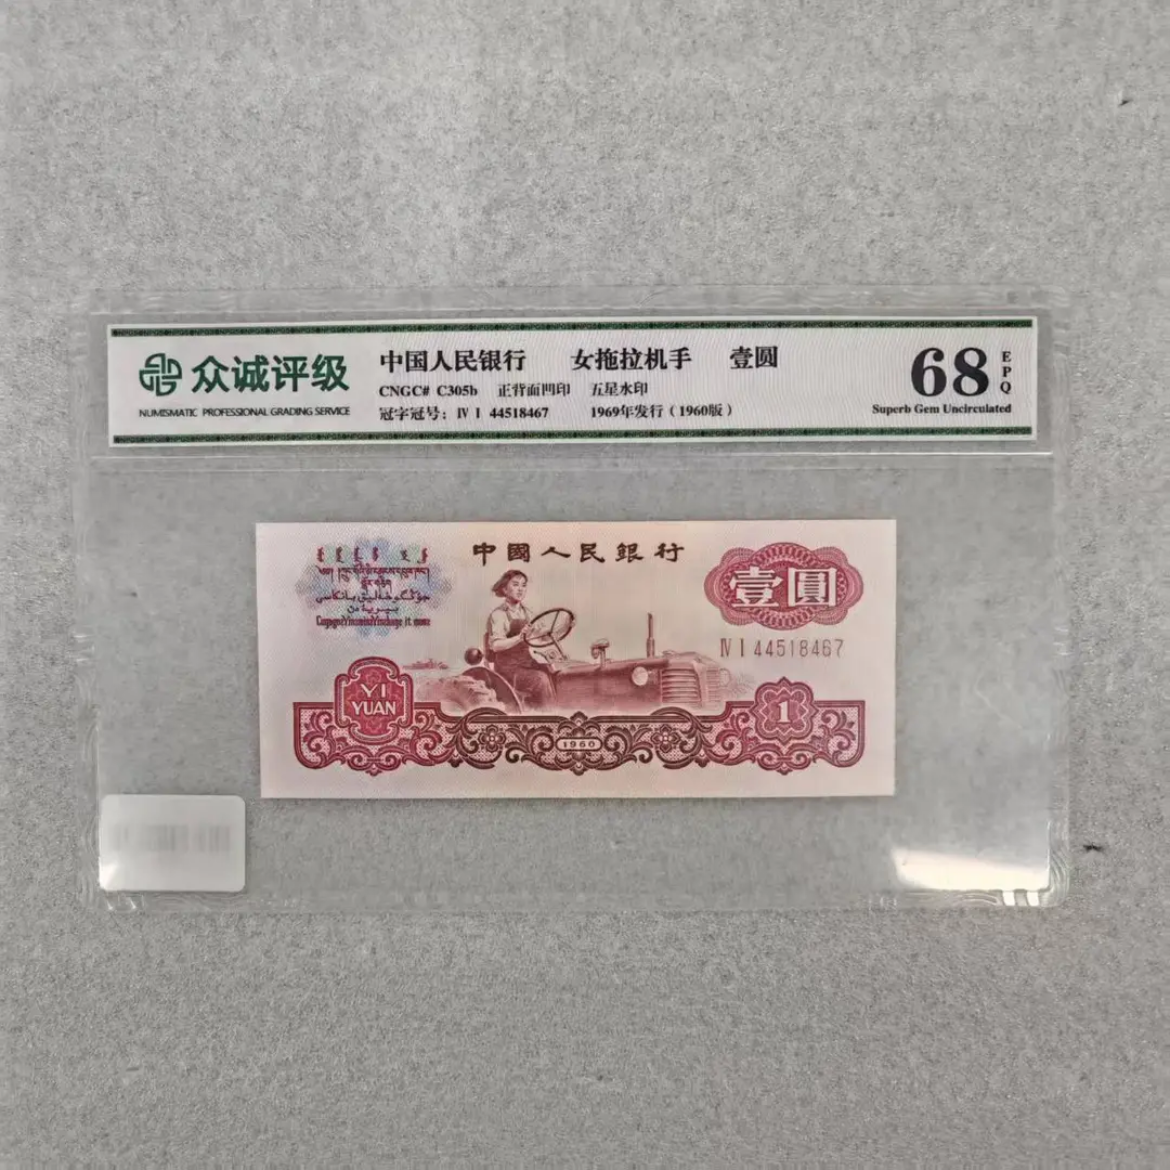 众诚评级
NUMISMATIC PROFESSIONAL GRADING SERVICE
中国人民银行 女拖拉机手 壹圆
CNGC# C305b 正背面凹印 五星水印
冠字冠号：Ⅳ Ⅰ 44518467 1969年发行（1960版）
68
EPQ
Superb Gem Uncirculated
中國人民銀行
壹圓
Ⅳ Ⅰ 44518467
YI
YUAN
1960
1